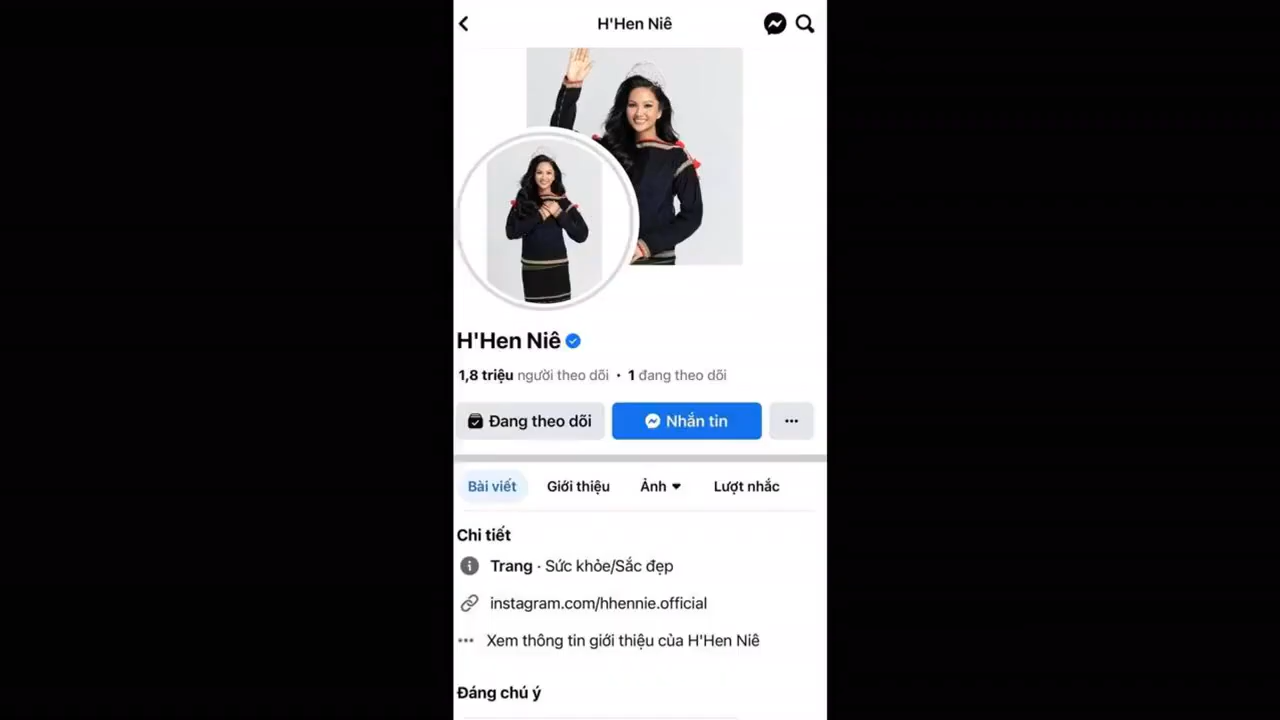 H'Hen Niê
H'Hen Niê
1,8 triệu người theo dõi • 1 đang theo dõi
Đang theo dõi
Nhắn tin
Bài viết
Giới thiệu
Ảnh
Lượt nhắc
Chi tiết
Trang · Sức khỏe/Sắc đẹp
instagram.com/hhennie.official
Xem thông tin giới thiệu của H'Hen Niê
Đáng chú ý